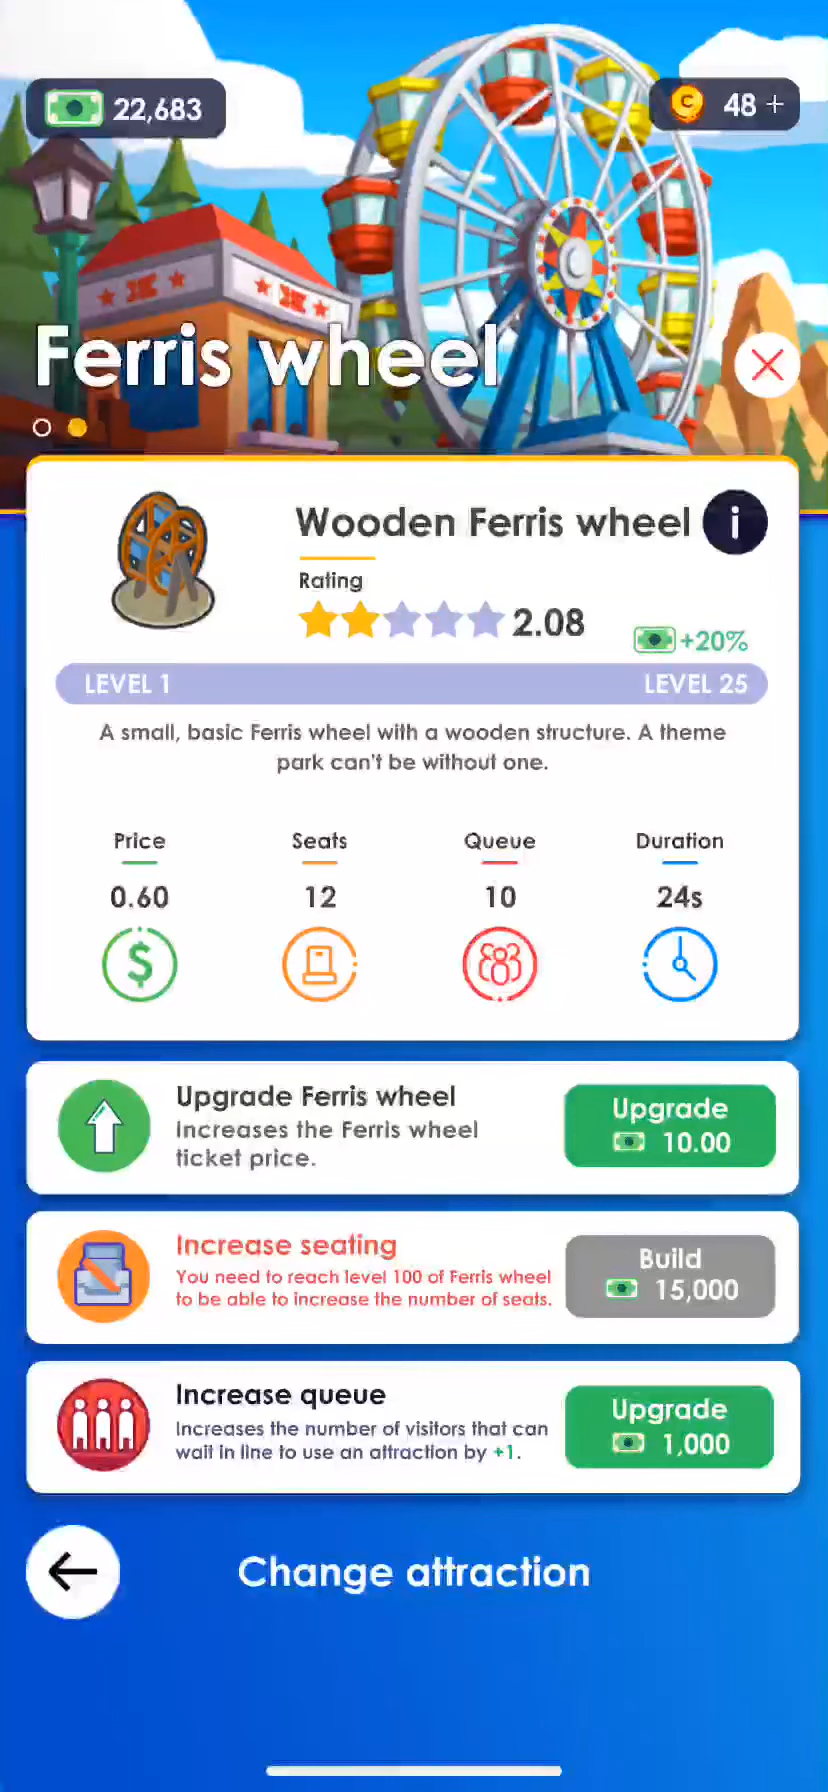 22,683
48 +
Ferris wheel
Wooden Ferris wheel
i
Rating
2.08
+20%
LEVEL 1
LEVEL 25
A small, basic Ferris wheel with a wooden structure. A theme
park can't be without one.
Price
Seats
Queue
Duration
0.60
12
10
24s
Upgrade Ferris wheel
Increases the Ferris wheel
ticket price.
Upgrade
10.00
Increase seating
You need to reach level 100 of Ferris wheel
to be able to increase the number of seats.
Build
15,000
Increase queue
Increases the number of visitors that can
wait in line to use an attraction by +1.
Upgrade
1,000
Change attraction